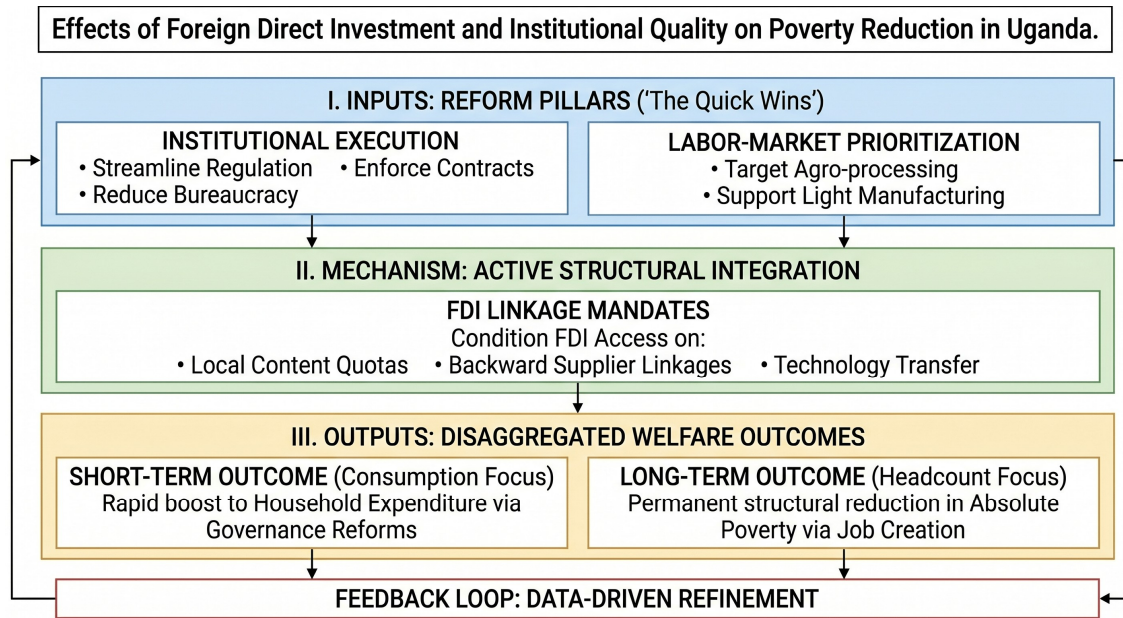 Effects of Foreign Direct Investment and Institutional Quality on Poverty Reduction in Uganda.
I. INPUTS: REFORM PILLARS (‘The Quick Wins’)
INSTITUTIONAL EXECUTION
• Streamline Regulation • Enforce Contracts
• Reduce Bureaucracy
LABOR-MARKET PRIORITIZATION
• Target Agro-processing
• Support Light Manufacturing
II. MECHANISM: ACTIVE STRUCTURAL INTEGRATION
FDI LINKAGE MANDATES
Condition FDI Access on:
• Local Content Quotas • Backward Supplier Linkages • Technology Transfer
III. OUTPUTS: DISAGGREGATED WELFARE OUTCOMES
SHORT-TERM OUTCOME (Consumption Focus)
Rapid boost to Household Expenditure via
Governance Reforms
LONG-TERM OUTCOME (Headcount Focus)
Permanent structural reduction in Absolute
Poverty via Job Creation
FEEDBACK LOOP: DATA-DRIVEN REFINEMENT